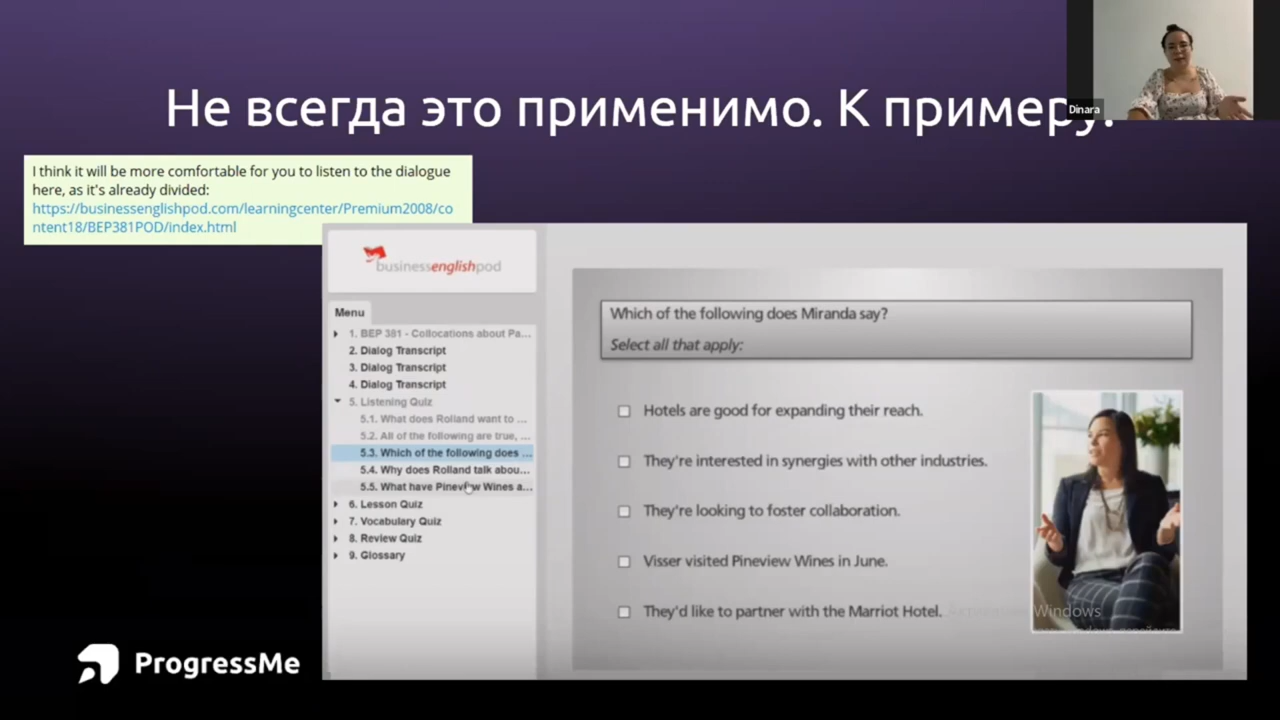 Не всегда это применимо. К примеру:
Dinara
I think it will be more comfortable for you to listen to the dialogue
here, as it's already divided:
https://businessenglishpod.com/learningcenter/Premium2008/co
ntent18/BEP381POD/index.html
businessenglishpod
Menu
1. BEP 381 - Collocations about Pa...
2. Dialog Transcript
3. Dialog Transcript
4. Dialog Transcript
5. Listening Quiz
5.1. What does Rolland want to ...
5.2. All of the following are true, ...
5.3. Which of the following does ...
5.4. Why does Rolland talk abou...
5.5. What have Pineview Wines a...
6. Lesson Quiz
7. Vocabulary Quiz
8. Review Quiz
9. Glossary
Which of the following does Miranda say?
Select all that apply:
Hotels are good for expanding their reach.
They're interested in synergies with other industries.
They're looking to foster collaboration.
Visser visited Pineview Wines in June.
They'd like to partner with the Marriot Hotel.
Windows
ProgressMe